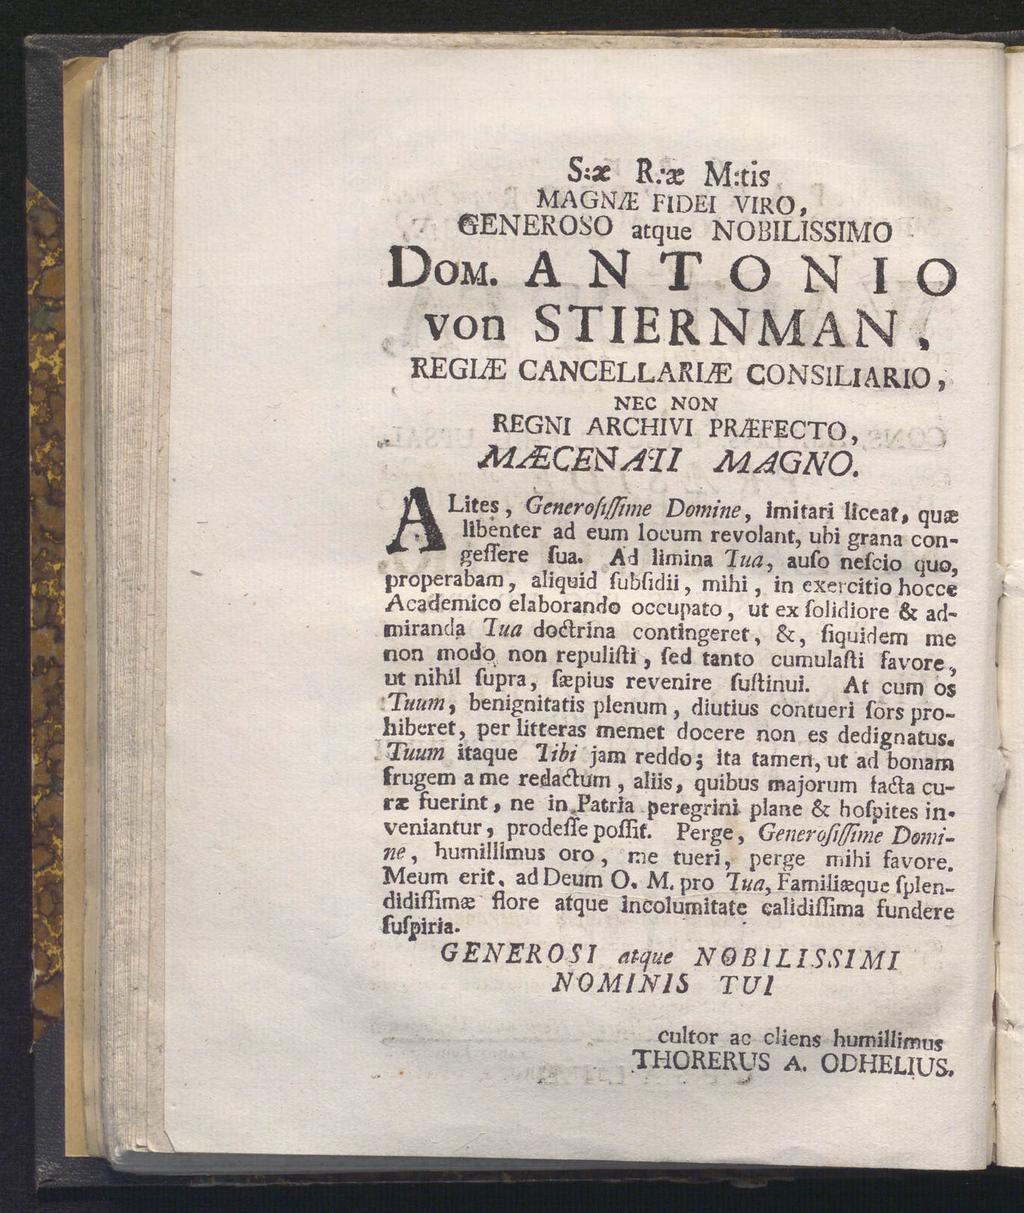 S:æ R:æ M:tis
MAGNÆ FIDEI VIRO,
GENEROSO atque NOBILISSIMO
DOM. ANTONIO
von STIERNMAN,
REGIÆ CANCELLARIÆ CONSILIARIO,
NEC NON
REGNI ARCHIVI PRÆFECTO,
MÆCENATI MAGNO.
ALites, Generoſiſſime Domine, imitari liceat, quæ
libenter ad eum locum revolant, ubi grana con-
geſſere ſua. Ad limina Tua, auſo neſcio quo,
properabam, aliquid ſubſidii, mihi, in exercitio hocce
Academico elaborando occupato, ut ex ſolidiore & ad-
miranda Tua doctrina contingeret, &, ſiquidem me
non modo non repuliſti, ſed tanto cumulaſti favore,
ut nihil ſupra, ſæpius revenire ſuſtinui. At cum os
Tuum, benignitatis plenum, diutius contueri ſors pro-
hiberet, per litteras memet docere non es dedignatus.
Tuum itaque Tibi jam reddo; ita tamen, ut ad bonam
frugem a me redactum, aliis, quibus majorum facta cu-
ræ fuerint, ne in Patria peregrini plane & hoſpites in-
veniantur, prodeſſe poſſit. Perge, Generoſiſſime Domi-
ne, humillimus oro, me tueri, perge mihi favore.
Meum erit, ad Deum O. M. pro Tua, Familiæque ſplen-
didiſſimæ flore atque incolumitate calidiſſima fundere
ſuſpiria.
GENEROSI atque NOBILISSIMI
NOMINIS TUI
cultor ac cliens humillimus
THORERUS A. ODHELIUS.